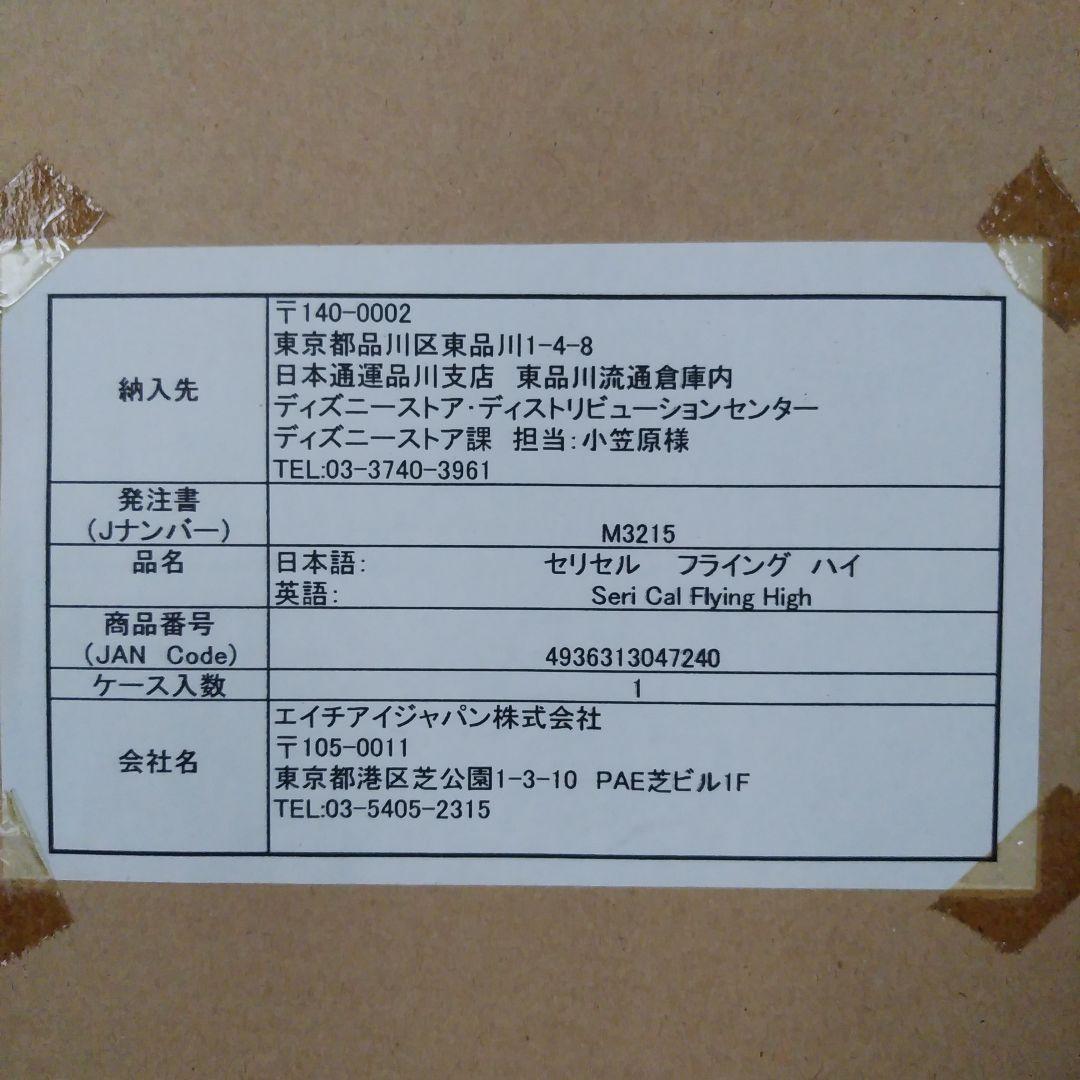 納入先
〒140-0002
東京都品川区東品川1-4-8
日本通運品川支店　東品川流通倉庫内
ディズニーストア・ディストリビューションセンター
ディズニーストア課　担当：小笠原様
TEL:03-3740-3961
発注書
（Jナンバー）
M3215
品名
日本語：　セリセル　フライング　ハイ
英語：　Seri Cal Flying High
商品番号
（JAN　Code）
4936313047240
ケース入数
1
会社名
エイチアイジャパン株式会社
〒105-0011
東京都港区芝公園1-3-10　PAE芝ビル1F
TEL:03-5405-2315